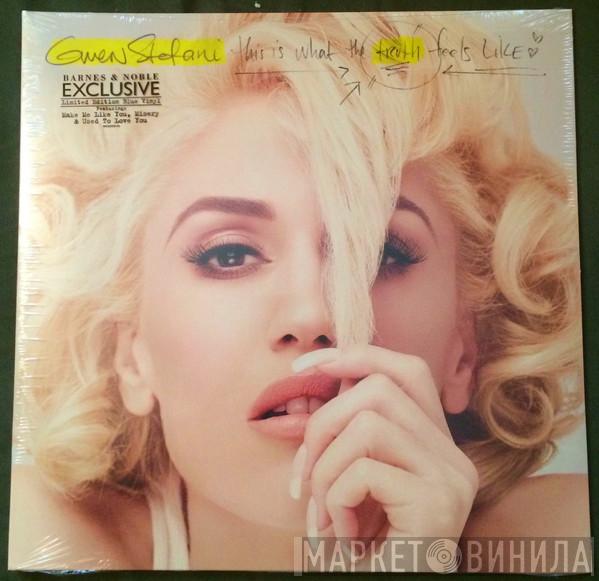 Gwen Stefani this is what the truth feels LIKE
BARNES & NOBLE
EXCLUSIVE
Limited Edition Blue Vinyl
Featuring:
Make Me Like You, Misery
& Used To Love You
МАРКЕТ ВИНИЛА